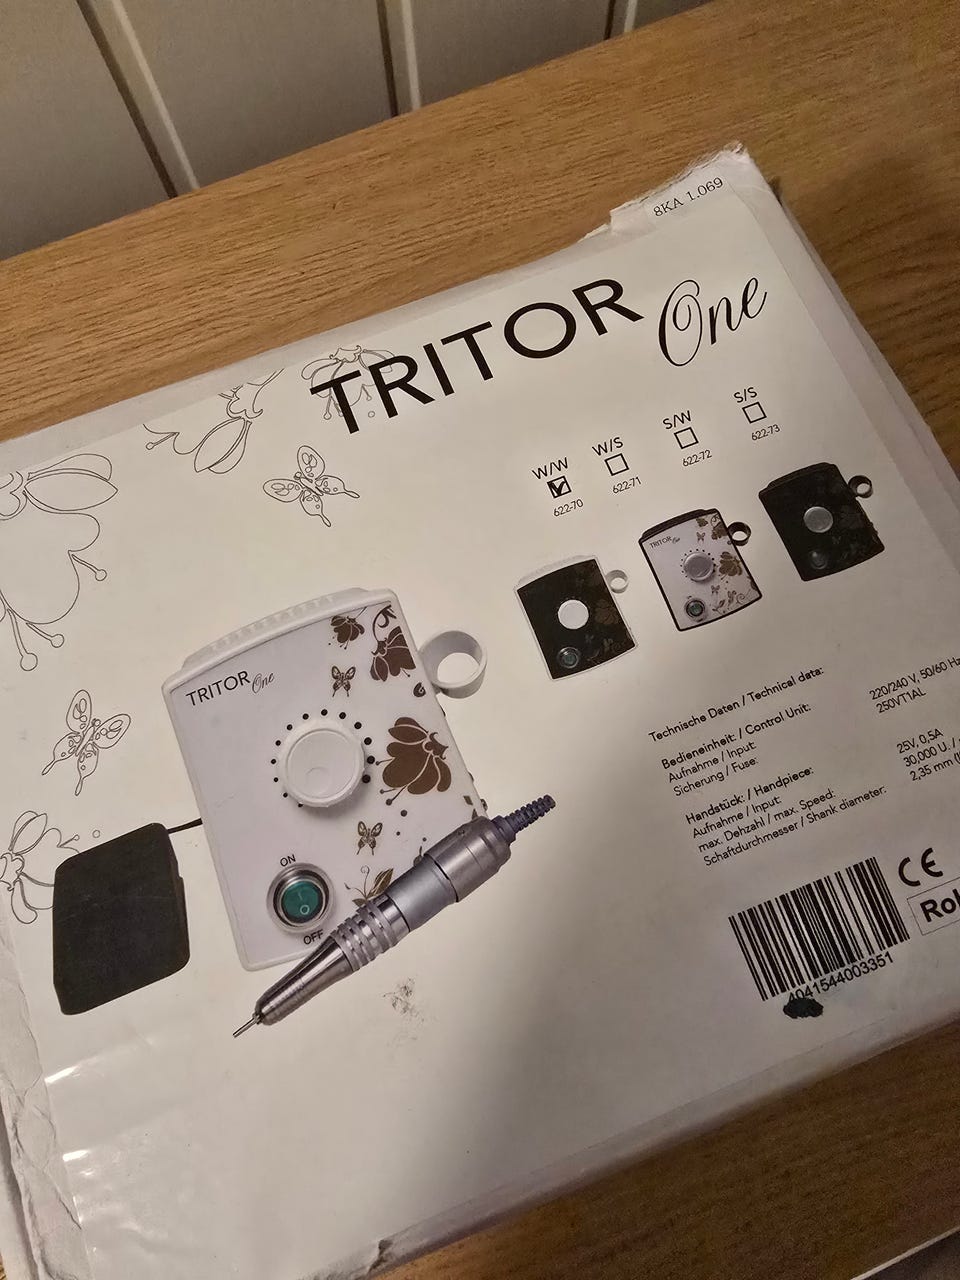 8KA 1.069
TRITOR One
W/W W/S S/W S/S
622-70 622-71 622-72 622-73
TRITOR One
TRITOR One
ON
OFF
Technische Daten / Technical data:
Bedieneinheit: / Control Unit:
Aufnahme / Input: 220/240 V, 50/60 Hz
Sicherung / Fuse: 250VT1AL
Handstück: / Handpiece:
Aufnahme / Input: 25V, 0,5A
max. Dehzahl / max. Speed: 30,000 U. /
Schaftdurchmesser / Shank diameter: 2,35 mm
CE
RoH
4041544003351